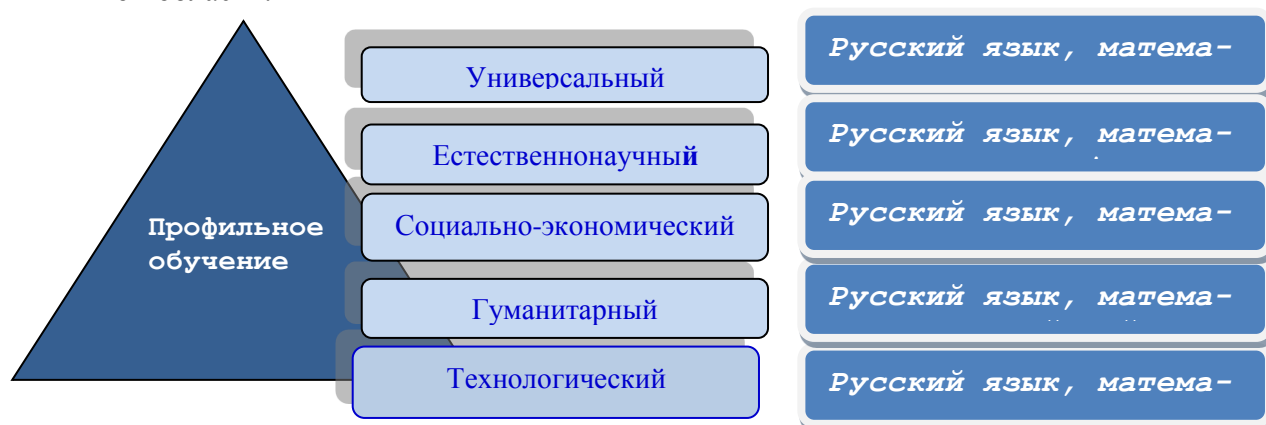 Профильное
обучение
Универсальный
Русский язык, матема-
Естественнонаучный
Русский язык, матема-
Социально-экономический
Русский язык, матема-
Гуманитарный
Русский язык, матема-
Технологический
Русский язык, матема-